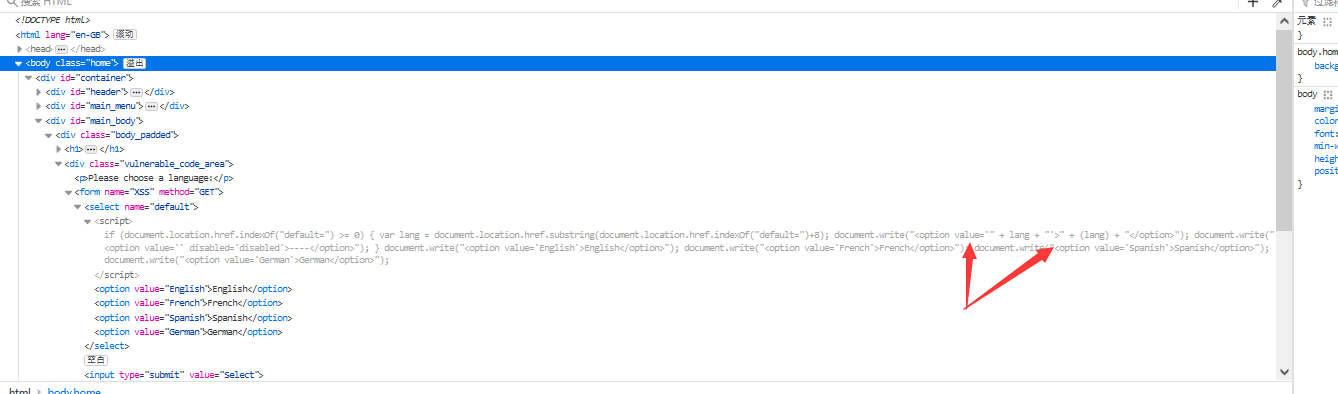 搜索 HTML
<!DOCTYPE html>
<html lang="en-GB"> 滚动
<head> ••• </head>
<body class="home"> 溢出
<div id="container">
<div id="header"> ••• </div>
<div id="main_menu"> ••• </div>
<div id="main_body">
<div class="body_padded">
<h1> ••• </h1>
<div class="vulnerable_code_area">
<p>Please choose a language:</p>
<form name="XSS" method="GET">
<select name="default">
<script>
if (document.location.href.indexOf("default=") >= 0) { var lang = document.location.href.substring(document.location.href.indexOf("default=")+8); document.write("<option value='" + lang + "'>" + (lang) + "</option>"); document.write("
<option value='' disabled='disabled'>----</option>"); } document.write("<option value='English'>English</option>"); document.write("<option value='French'>French</option>"); document.write("<option value='Spanish'>Spanish</option>");
document.write("<option value='German'>German</option>");
</script>
<option value="English">English</option>
<option value="French">French</option>
<option value="Spanish">Spanish</option>
<option value="German">German</option>
</select>
空白
<input type="submit" value="Select">
html > body.home
元素
}
body.hom
backg
}
body
margi
color
font:
min-w
heigh
posit
}